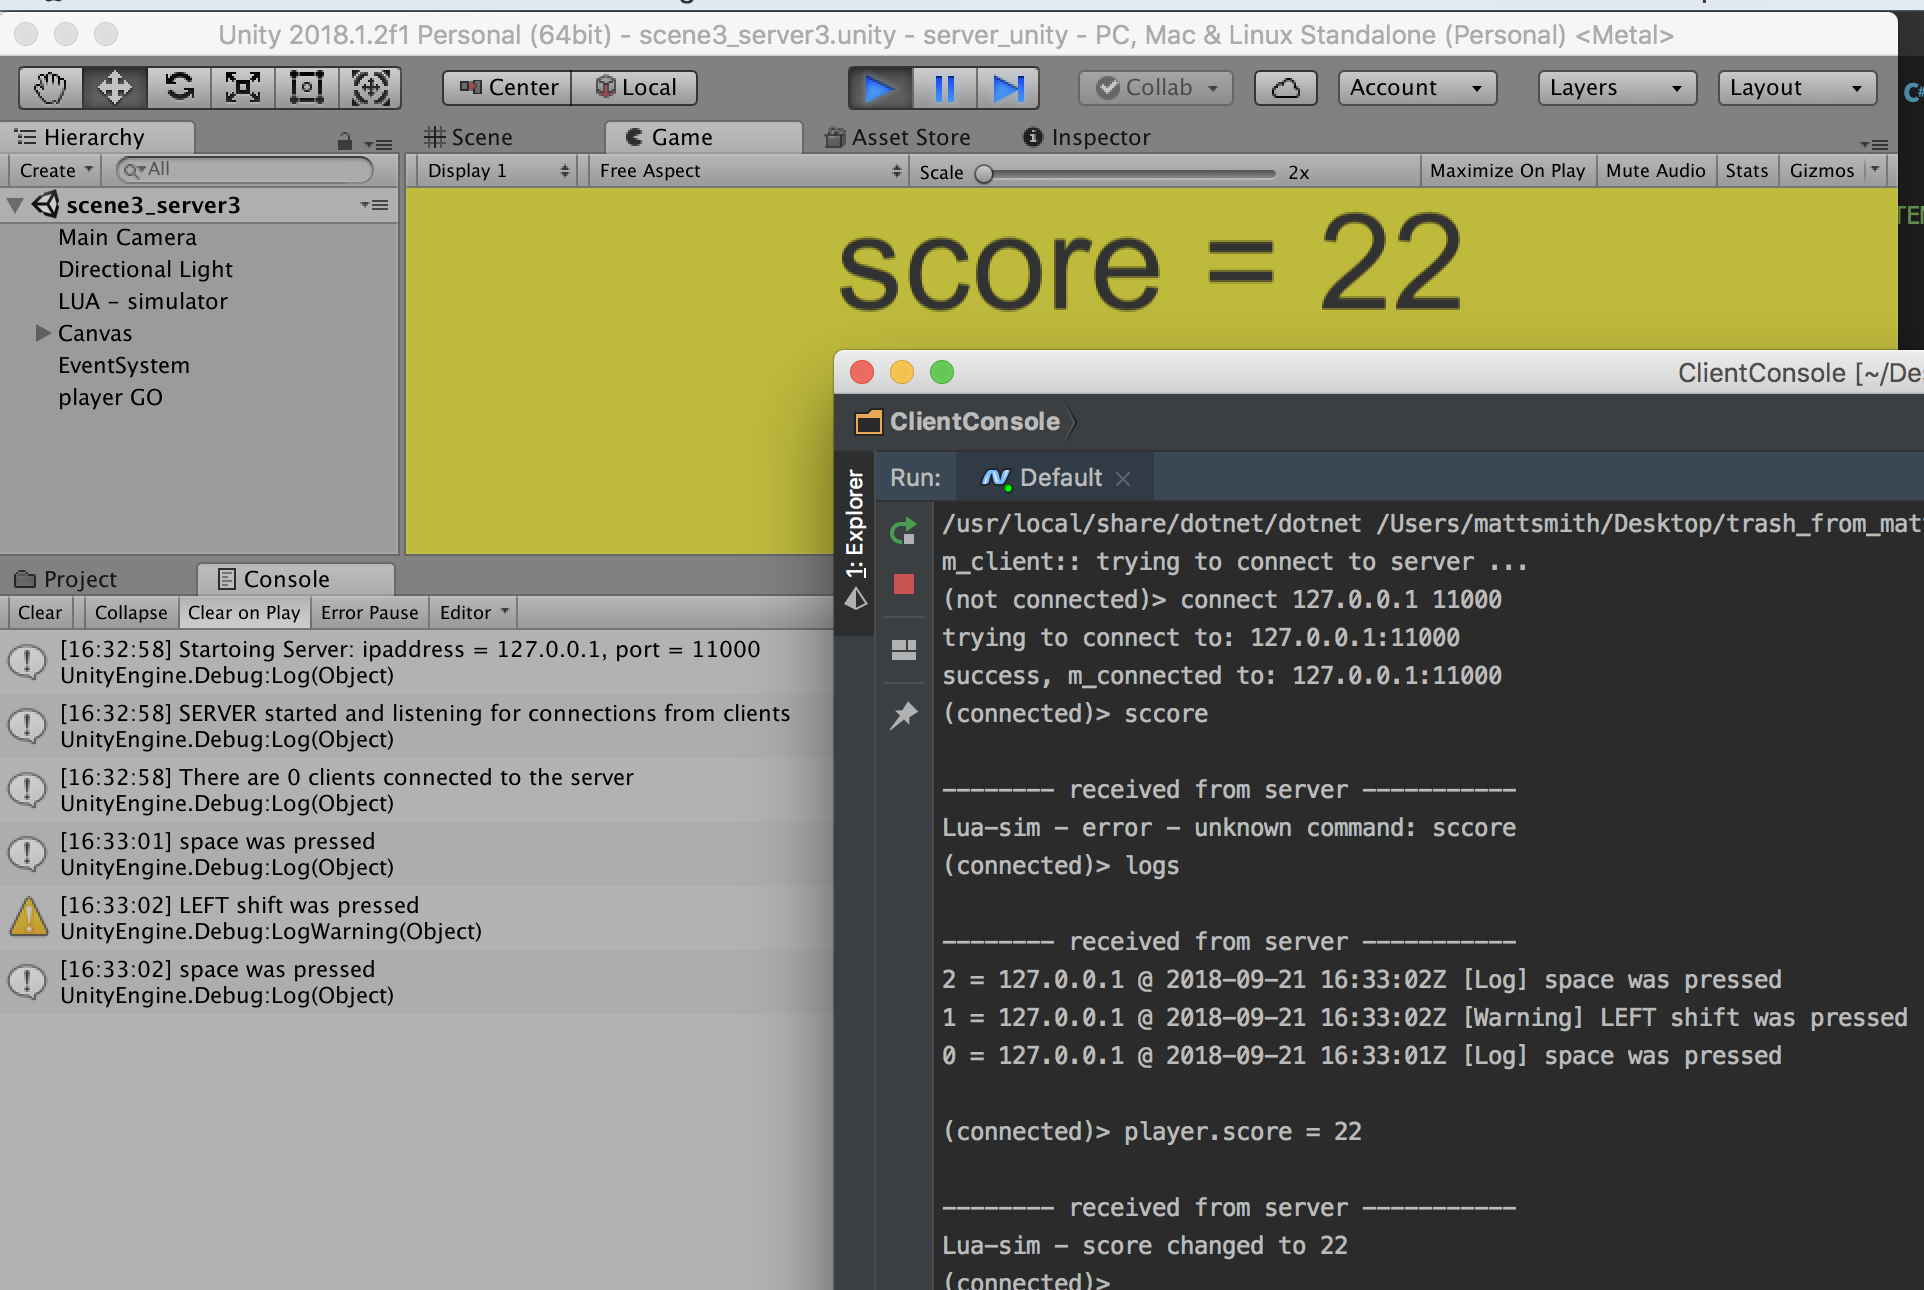 Unity 2018.1.2f1 Personal (64bit) - scene3_server3.unity - server_unity - PC, Mac & Linux Standalone (Personal) <Metal>
Center Local Collab Account Layers Layout
Hierarchy
Create All
scene3_server3
Main Camera
Directional Light
LUA - simulator
Canvas
EventSystem
player GO
Scene Game Asset Store Inspector
Display 1 Free Aspect Scale 2x Maximize On Play Mute Audio Stats Gizmos
score = 22
Project Console
Clear Collapse Clear on Play Error Pause Editor
[16:32:58] Startoing Server: ipaddress = 127.0.0.1, port = 11000
UnityEngine.Debug:Log(Object)
[16:32:58] SERVER started and listening for connections from clients
UnityEngine.Debug:Log(Object)
[16:32:58] There are 0 clients connected to the server
UnityEngine.Debug:Log(Object)
[16:33:01] space was pressed
UnityEngine.Debug:Log(Object)
[16:33:02] LEFT shift was pressed
UnityEngine.Debug:LogWarning(Object)
[16:33:02] space was pressed
UnityEngine.Debug:Log(Object)
ClientConsole [~/De
ClientConsole
1: Explorer
Run: Default
/usr/local/share/dotnet/dotnet /Users/mattsmith/Desktop/trash_from_mat
m_client:: trying to connect to server ...
(not connected)> connect 127.0.0.1 11000
trying to connect to: 127.0.0.1:11000
success, m_connected to: 127.0.0.1:11000
(connected)> sccore
-------- received from server -----------
Lua-sim - error - unknown command: sccore
(connected)> logs
-------- received from server -----------
2 = 127.0.0.1 @ 2018-09-21 16:33:02Z [Log] space was pressed
1 = 127.0.0.1 @ 2018-09-21 16:33:02Z [Warning] LEFT shift was pressed
0 = 127.0.0.1 @ 2018-09-21 16:33:01Z [Log] space was pressed
(connected)> player.score = 22
-------- received from server -----------
Lua-sim - score changed to 22
(connected)>